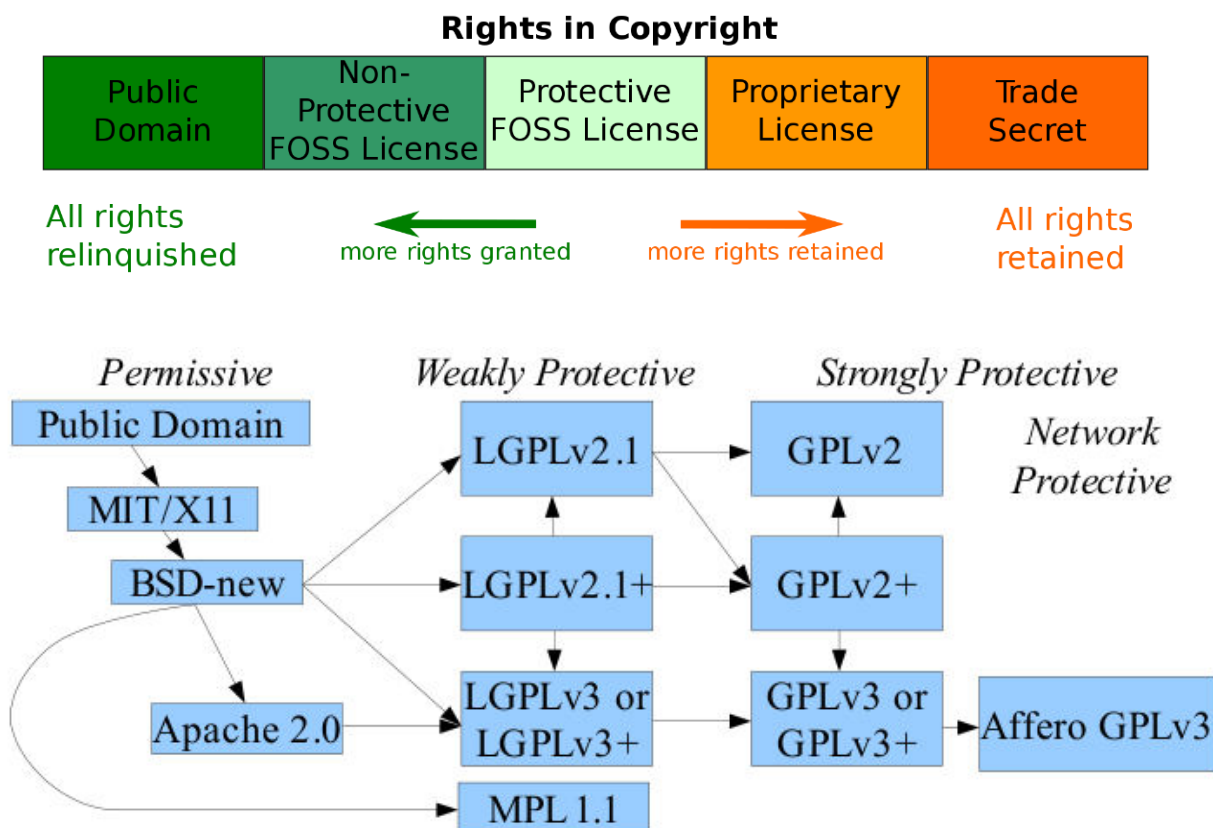 Rights in Copyright
Public
Domain
Non-
Protective
FOSS License
Protective
FOSS License
Proprietary
License
Trade
Secret
All rights
relinquished
more rights granted
more rights retained
All rights
retained
Permissive
Weakly Protective
Strongly Protective
Network
Protective
Public Domain
MIT/X11
BSD-new
Apache 2.0
LGPLv2.1
LGPLv2.1+
LGPLv3 or
LGPLv3+
MPL 1.1
GPLv2
GPLv2+
GPLv3 or
GPLv3+
Affero GPLv3